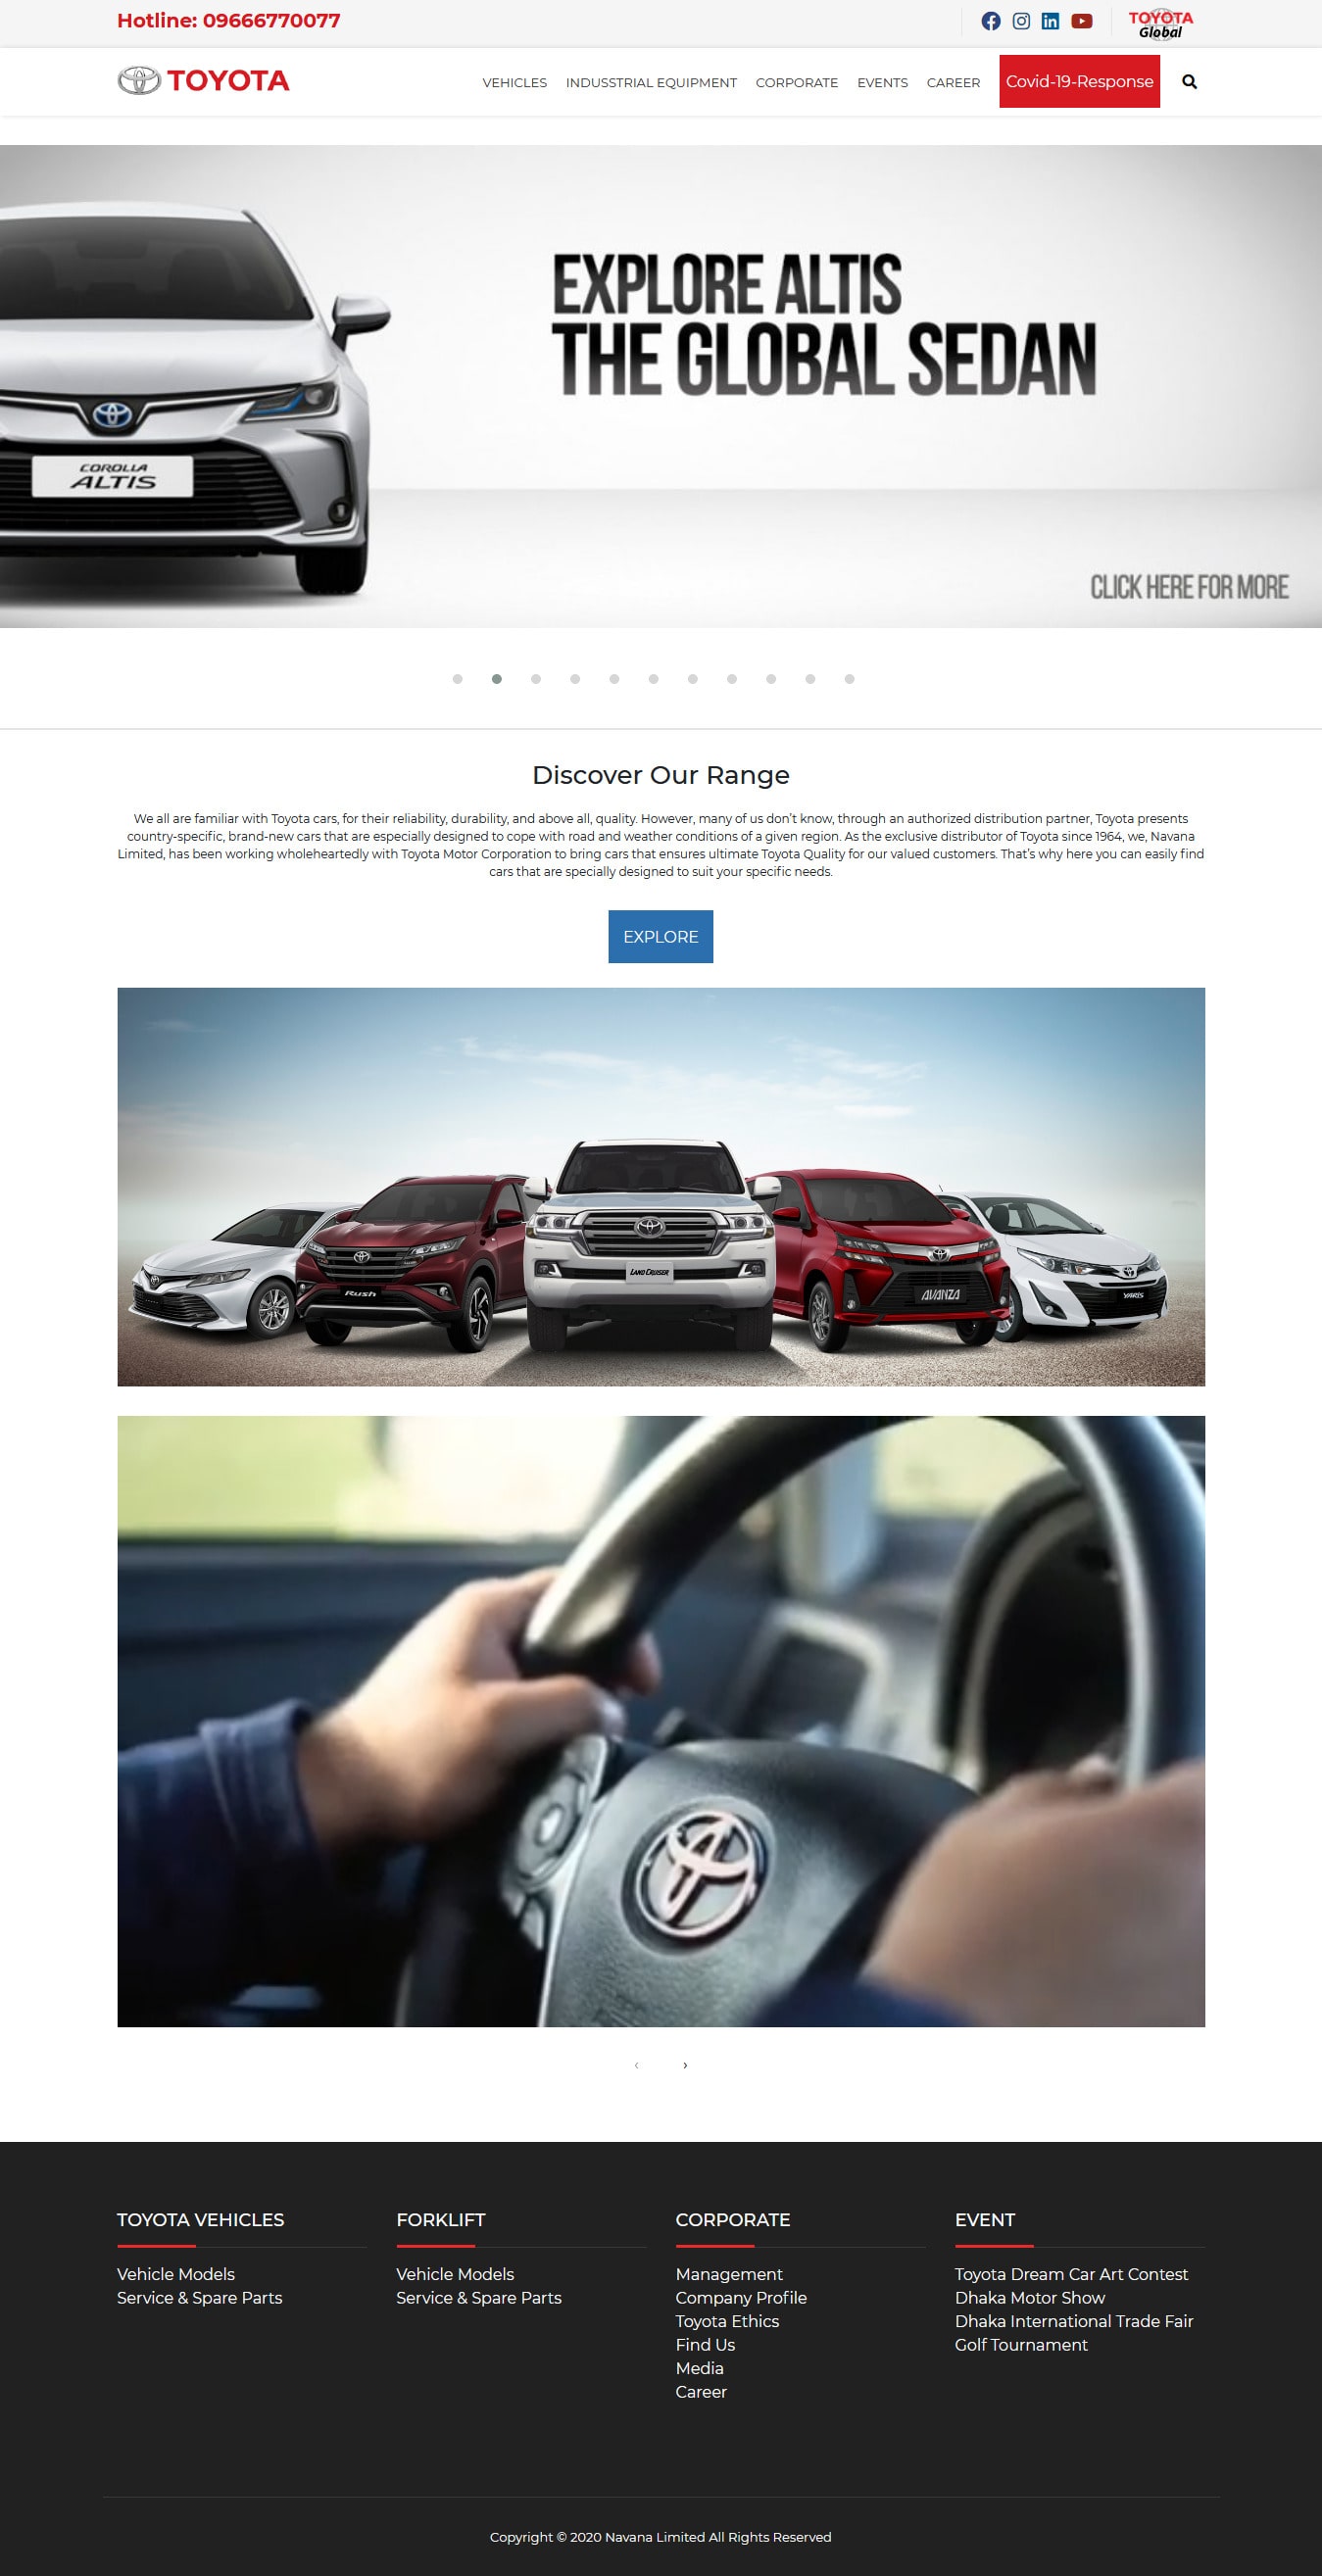 Hotline: 09666770077
TOYOTA
Global
TOYOTA
VEHICLES INDUSSTRIAL EQUIPMENT CORPORATE EVENTS CAREER Covid-19-Response
EXPLORE ALTIS
THE GLOBAL SEDAN
COROLLA
ALTIS
CLICK HERE FOR MORE
Discover Our Range
We all are familiar with Toyota cars, for their reliability, durability, and above all, quality. However, many of us don't know, through an authorized distribution partner, Toyota presents
country-specific, brand-new cars that are especially designed to cope with road and weather conditions of a given region. As the exclusive distributor of Toyota since 1964, we, Navana
Limited, has been working wholeheartedly with Toyota Motor Corporation to bring cars that ensures ultimate Toyota Quality for our valued customers. That's why here you can easily find
cars that are specially designed to suit your specific needs.
EXPLORE
Rush
LAND CRUISER
AVANZA
YARIS
‹ ›
TOYOTA VEHICLES
Vehicle Models
Service & Spare Parts
FORKLIFT
Vehicle Models
Service & Spare Parts
CORPORATE
Management
Company Profile
Toyota Ethics
Find Us
Media
Career
EVENT
Toyota Dream Car Art Contest
Dhaka Motor Show
Dhaka International Trade Fair
Golf Tournament
Copyright © 2020 Navana Limited All Rights Reserved